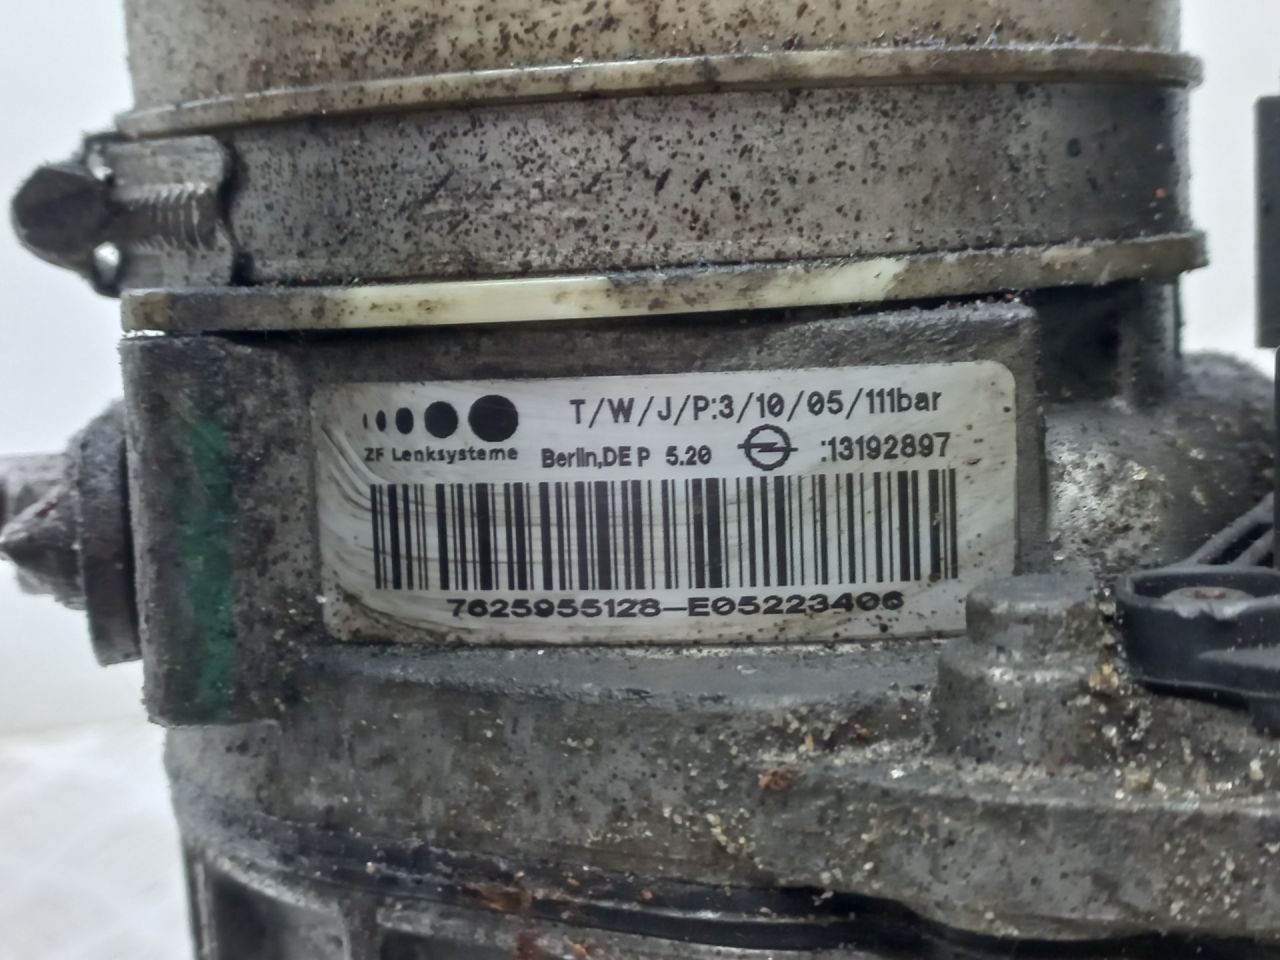 T/W/J/P:3/10/05/111bar
ZF Lenksysteme Berlin,DE P 5.20 :13192897
7625955128-E05223406